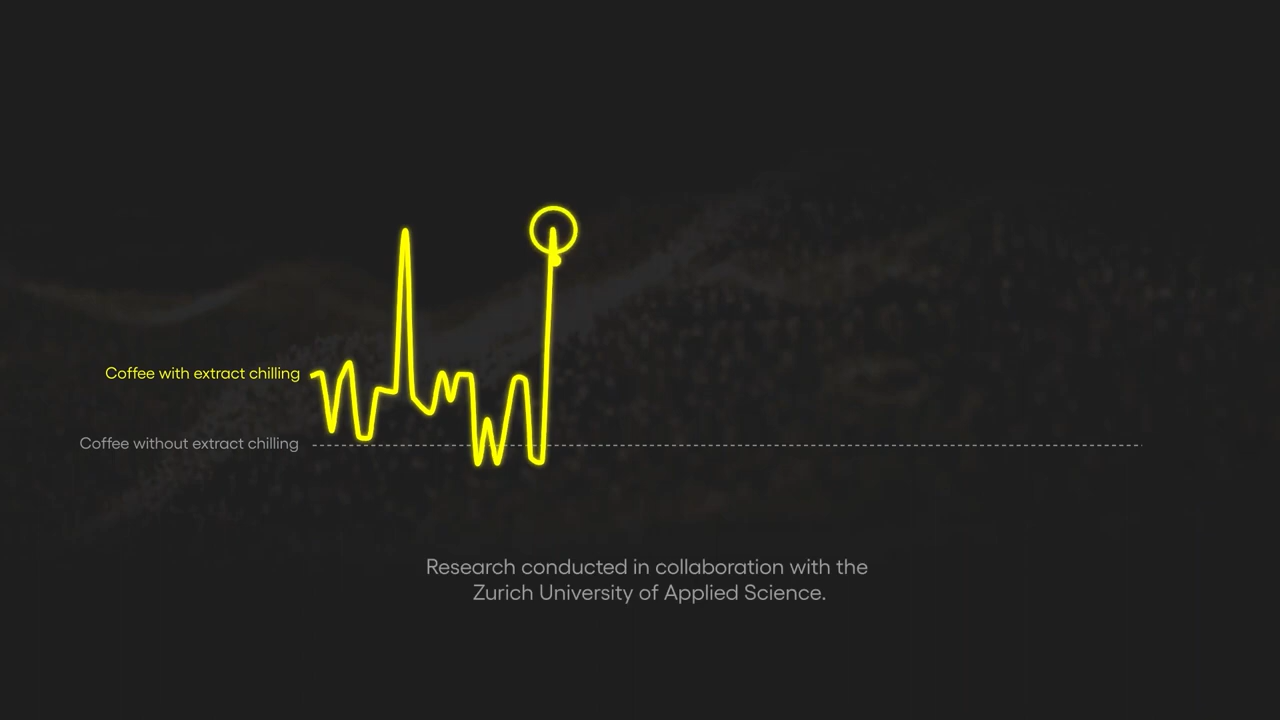 Coffee with extract chilling
Coffee without extract chilling
Research conducted in collaboration with the
Zurich University of Applied Science.